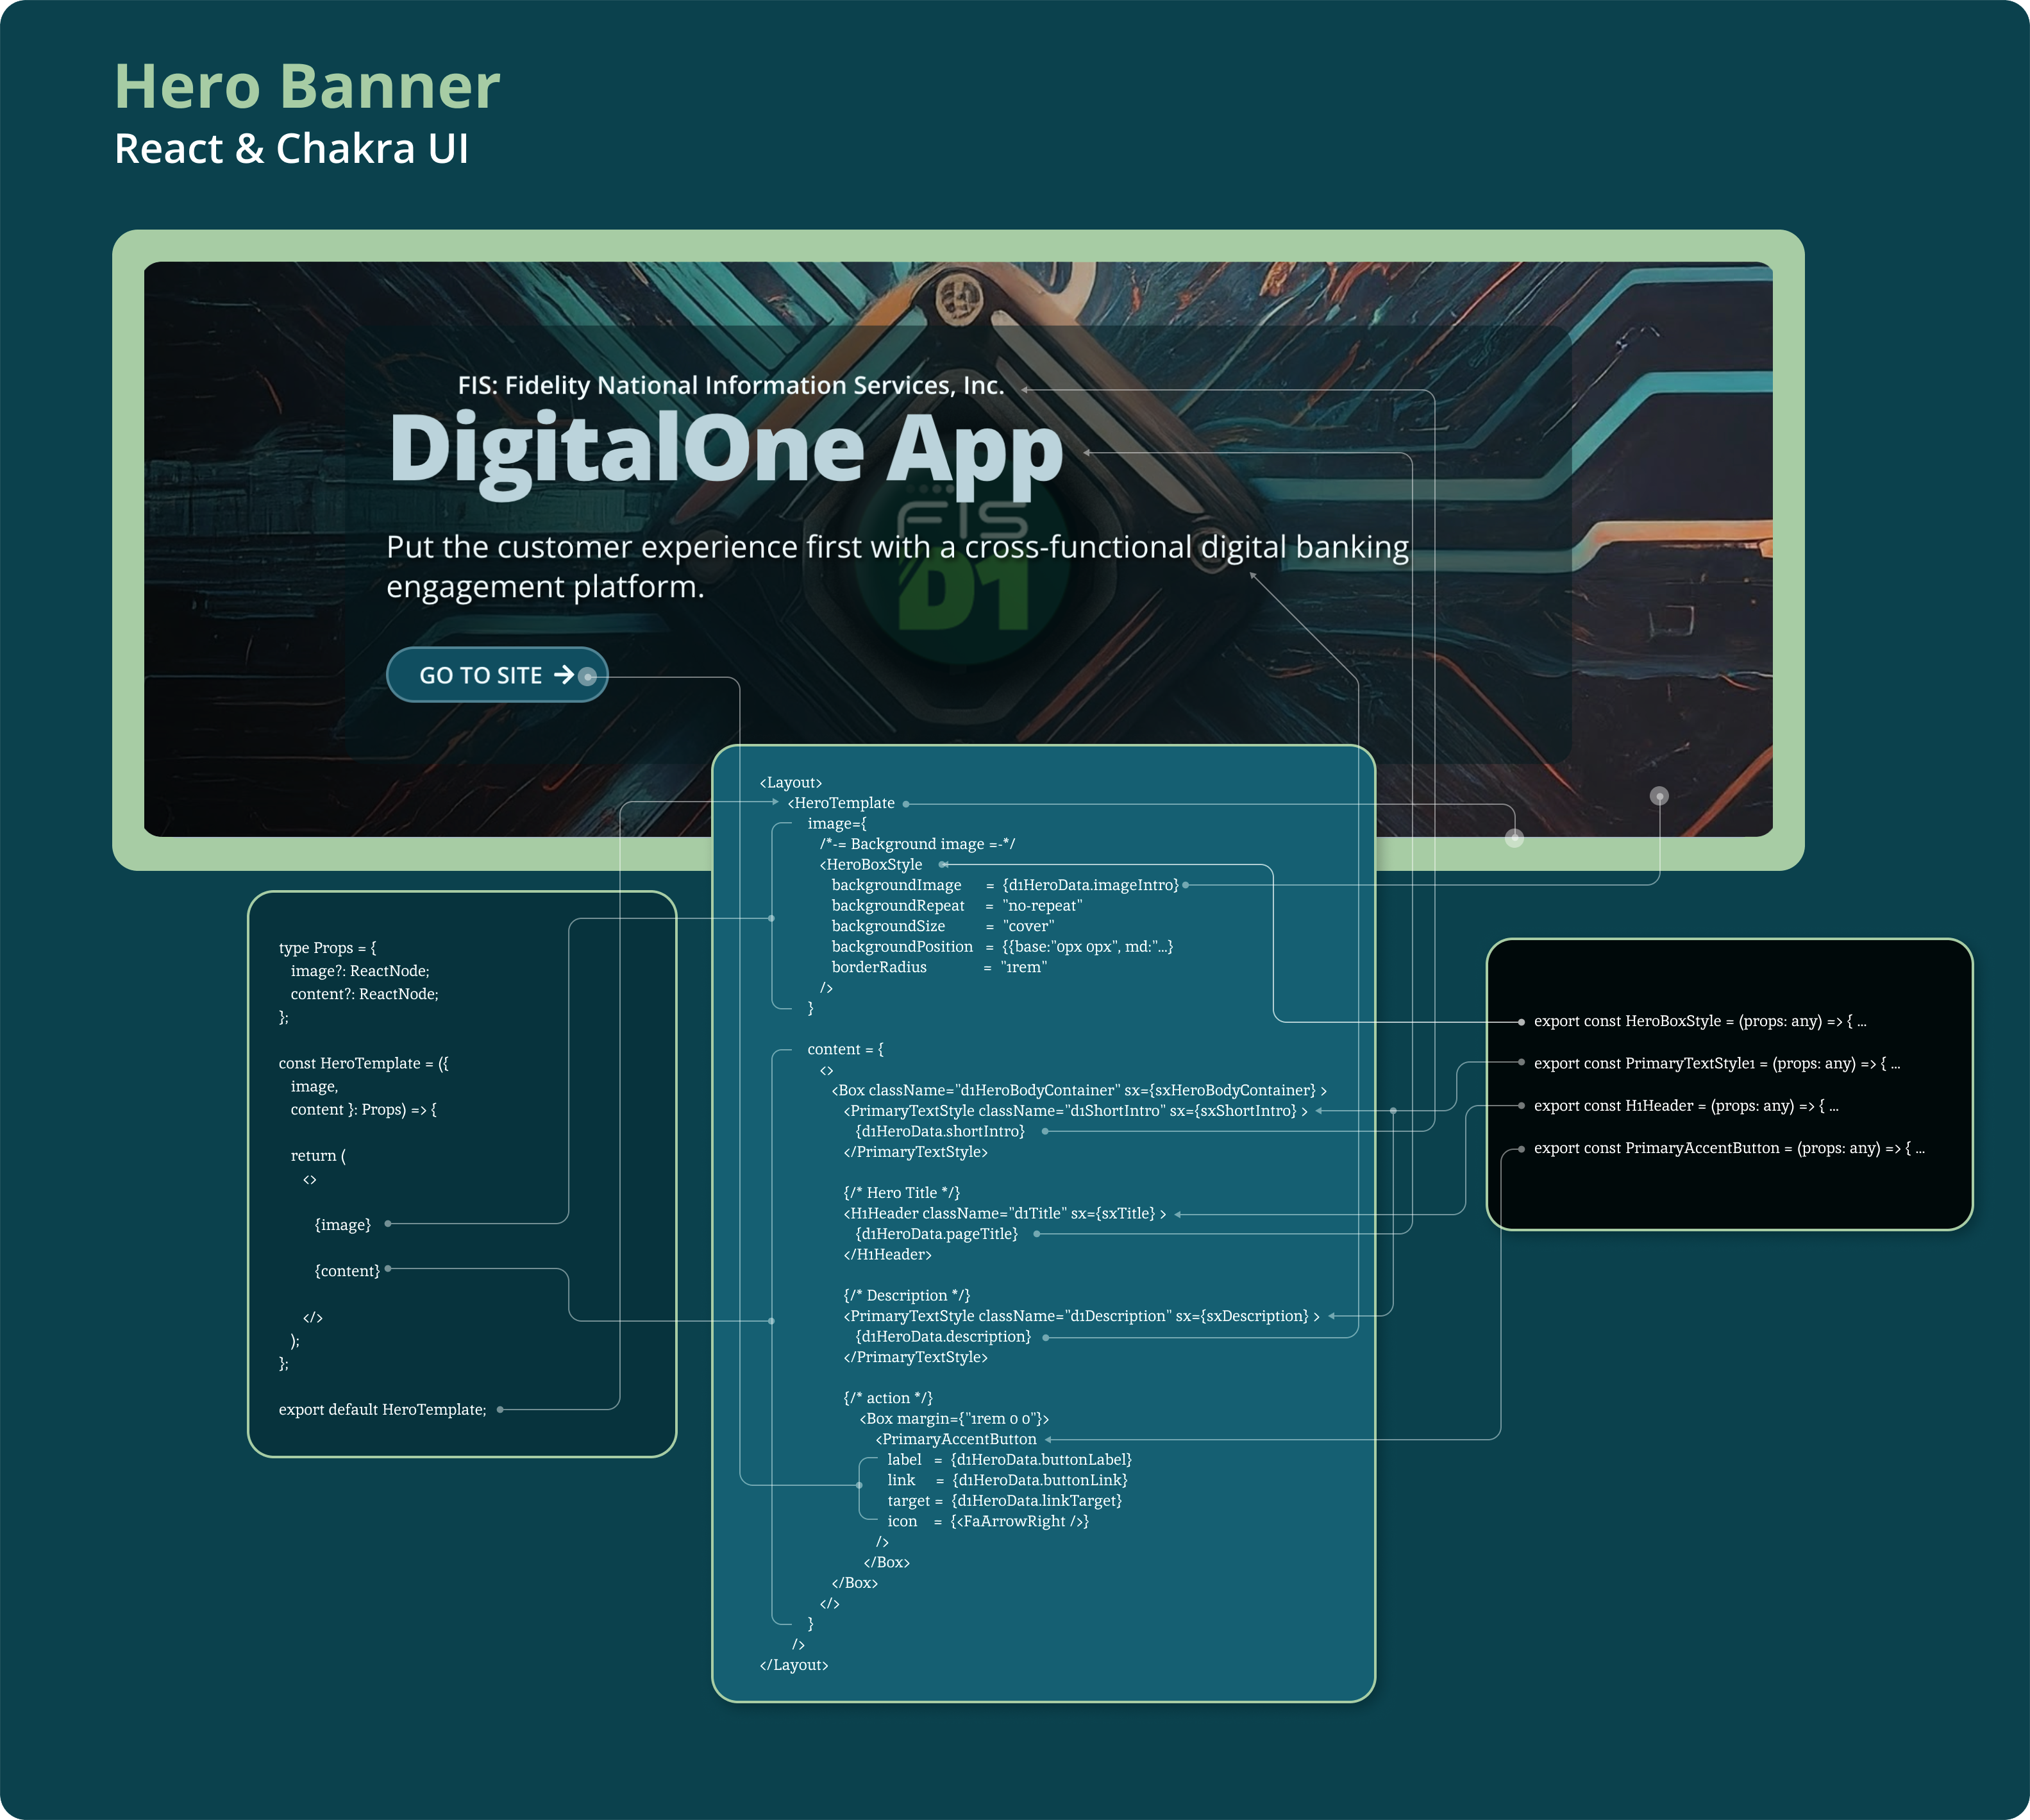 Hero Banner
React & Chakra UI
FIS: Fidelity National Information Services, Inc.
DigitalOne App
FIS
D1
Put the customer experience first with a cross-functional digital banking
engagement platform.
GO TO SITE
type Props = {
image?: ReactNode;
content?: ReactNode;
};
const HeroTemplate = ({
image,
content }: Props) => {
return (
<>
{image}
{content}
</>
);
};
export default HeroTemplate;
<Layout>
<HeroTemplate
image={
/*-= Background image =-*/
<HeroBoxStyle
backgroundImage = {d1HeroData.imageIntro}
backgroundRepeat = "no-repeat"
backgroundSize = "cover"
backgroundPosition = {{base:"0px 0px", md:"...}
borderRadius = "1rem"
/>
}
content = {
<>
<Box className="d1HeroBodyContainer" sx={sxHeroBodyContainer} >
<PrimaryTextStyle className="d1ShortIntro" sx={sxShortIntro} >
{d1HeroData.shortIntro}
</PrimaryTextStyle>
{/* Hero Title */}
<H1Header className="d1Title" sx={sxTitle} >
{d1HeroData.pageTitle}
</H1Header>
{/* Description */}
<PrimaryTextStyle className="d1Description" sx={sxDescription} >
{d1HeroData.description}
</PrimaryTextStyle>
{/* action */}
<Box margin={"1rem 0 0"}>
<PrimaryAccentButton
label = {d1HeroData.buttonLabel}
link = {d1HeroData.buttonLink}
target = {d1HeroData.linkTarget}
icon = {<FaArrowRight />}
/>
</Box>
</Box>
</>
}
/>
</Layout>
export const HeroBoxStyle = (props: any) => { ...
export const PrimaryTextStyle1 = (props: any) => { ...
export const H1Header = (props: any) => { ...
export const PrimaryAccentButton = (props: any) => { ...